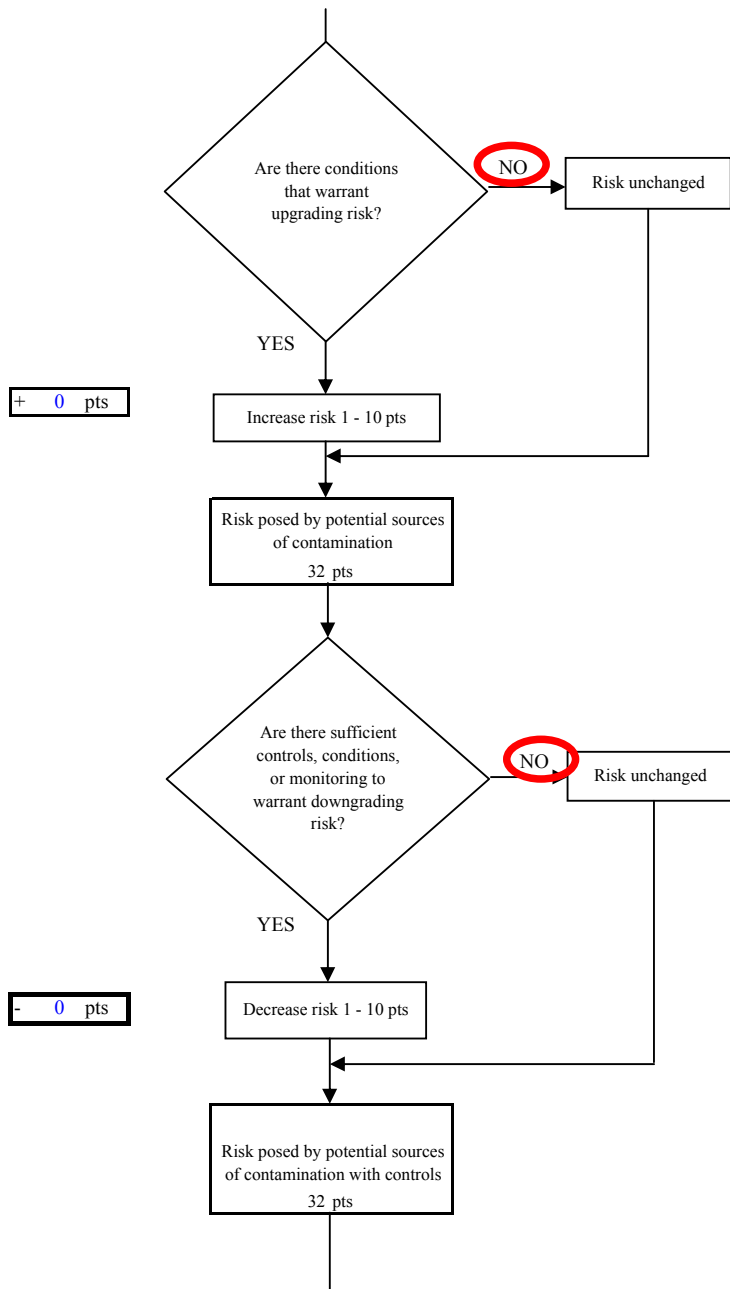 Are there conditions
that warrant
upgrading risk?
NO
Risk unchanged
YES
+ 0 pts
Increase risk 1 - 10 pts
Risk posed by potential sources
of contamination
32 pts
Are there sufficient
controls, conditions,
or monitoring to
warrant downgrading
risk?
NO
Risk unchanged
YES
- 0 pts
Decrease risk 1 - 10 pts
Risk posed by potential sources
of contamination with controls
32 pts